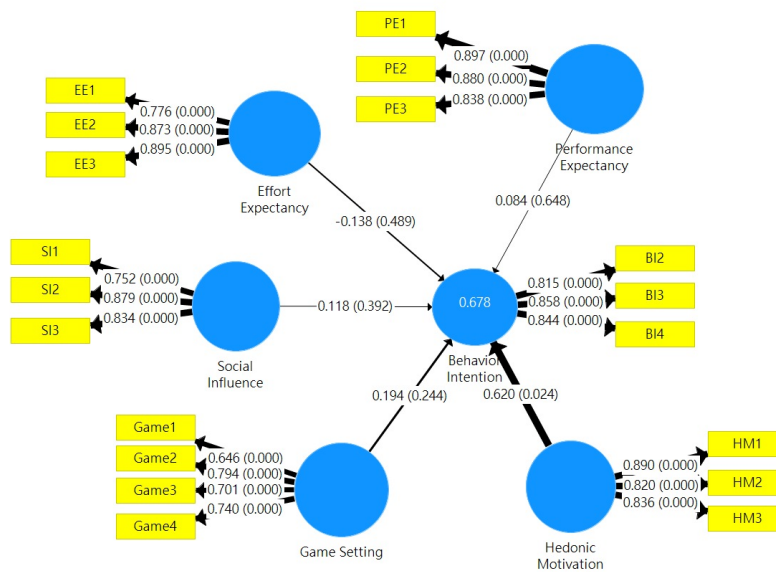 PE1
PE2
PE3
0.897 (0.000)
0.880 (0.000)
0.838 (0.000)
Performance
Expectancy
EE1
EE2
EE3
0.776 (0.000)
0.873 (0.000)
0.895 (0.000)
Effort
Expectancy
0.084 (0.648)
-0.138 (0.489)
SI1
SI2
SI3
0.752 (0.000)
0.879 (0.000)
0.834 (0.000)
Social
Influence
0.118 (0.392)
0.678
Behavior
Intention
0.815 (0.000)
0.858 (0.000)
0.844 (0.000)
BI2
BI3
BI4
0.194 (0.244)
0.620 (0.024)
Game1
Game2
Game3
Game4
0.646 (0.000)
0.794 (0.000)
0.701 (0.000)
0.740 (0.000)
Game Setting
0.890 (0.000)
0.820 (0.000)
0.836 (0.000)
HM1
HM2
HM3
Hedonic
Motivation